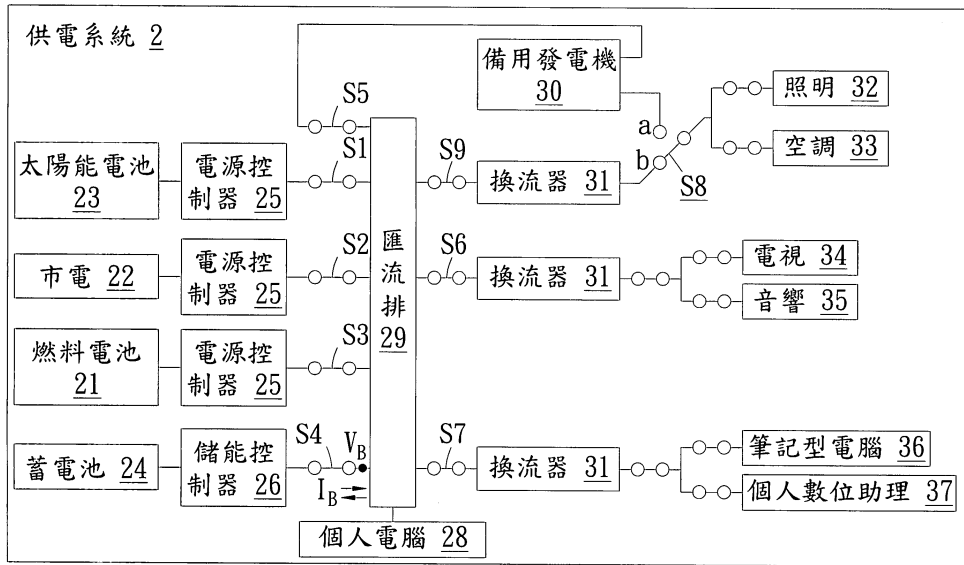 供電系統 2
備用發電機
30
S5
a
b
S8
照明 32
空調 33
太陽能電池
23
電源控
制器 25
S1
S9
換流器 31
市電 22
電源控
制器 25
S2
匯
流
排
29
S6
換流器 31
電視 34
音響 35
燃料電池
21
電源控
制器 25
S3
蓄電池 24
儲能控
制器 26
S4
VB
IB
S7
換流器 31
筆記型電腦 36
個人數位助理 37
個人電腦 28